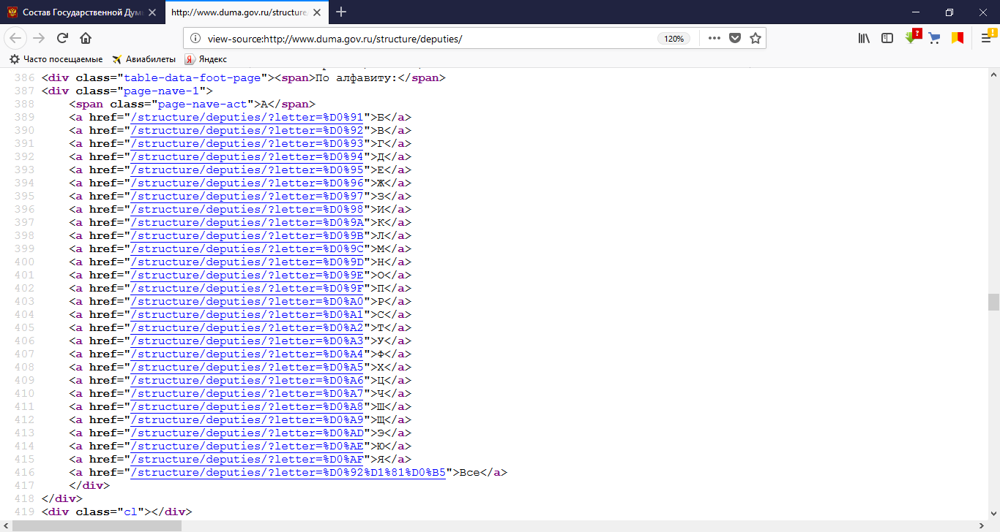 Состав Государственной Дум
http://www.duma.gov.ru/structure
view-source:http://www.duma.gov.ru/structure/deputies/
120%
Часто посещаемые Авиабилеты Яндекс
386 <div class="table-data-foot-page"><span>По алфавиту:</span>
387 <div class="page-nave-1">
388 <span class="page-nave-act">А</span>
389 <a href="/structure/deputies/?letter=%D0%91">Б</a>
390 <a href="/structure/deputies/?letter=%D0%92">В</a>
391 <a href="/structure/deputies/?letter=%D0%93">Г</a>
392 <a href="/structure/deputies/?letter=%D0%94">Д</a>
393 <a href="/structure/deputies/?letter=%D0%95">Е</a>
394 <a href="/structure/deputies/?letter=%D0%96">Ж</a>
395 <a href="/structure/deputies/?letter=%D0%97">З</a>
396 <a href="/structure/deputies/?letter=%D0%98">И</a>
397 <a href="/structure/deputies/?letter=%D0%9A">К</a>
398 <a href="/structure/deputies/?letter=%D0%9B">Л</a>
399 <a href="/structure/deputies/?letter=%D0%9C">М</a>
400 <a href="/structure/deputies/?letter=%D0%9D">Н</a>
401 <a href="/structure/deputies/?letter=%D0%9E">О</a>
402 <a href="/structure/deputies/?letter=%D0%9F">П</a>
403 <a href="/structure/deputies/?letter=%D0%A0">Р</a>
404 <a href="/structure/deputies/?letter=%D0%A1">С</a>
405 <a href="/structure/deputies/?letter=%D0%A2">Т</a>
406 <a href="/structure/deputies/?letter=%D0%A3">У</a>
407 <a href="/structure/deputies/?letter=%D0%A4">Ф</a>
408 <a href="/structure/deputies/?letter=%D0%A5">Х</a>
409 <a href="/structure/deputies/?letter=%D0%A6">Ц</a>
410 <a href="/structure/deputies/?letter=%D0%A7">Ч</a>
411 <a href="/structure/deputies/?letter=%D0%A8">Ш</a>
412 <a href="/structure/deputies/?letter=%D0%A9">Щ</a>
413 <a href="/structure/deputies/?letter=%D0%AD">Э</a>
414 <a href="/structure/deputies/?letter=%D0%AE">Ю</a>
415 <a href="/structure/deputies/?letter=%D0%AF">Я</a>
416 <a href="/structure/deputies/?letter=%D0%92%D1%81%D0%B5">Все</a>
417 </div>
418 </div>
419 <div class="cl"></div>